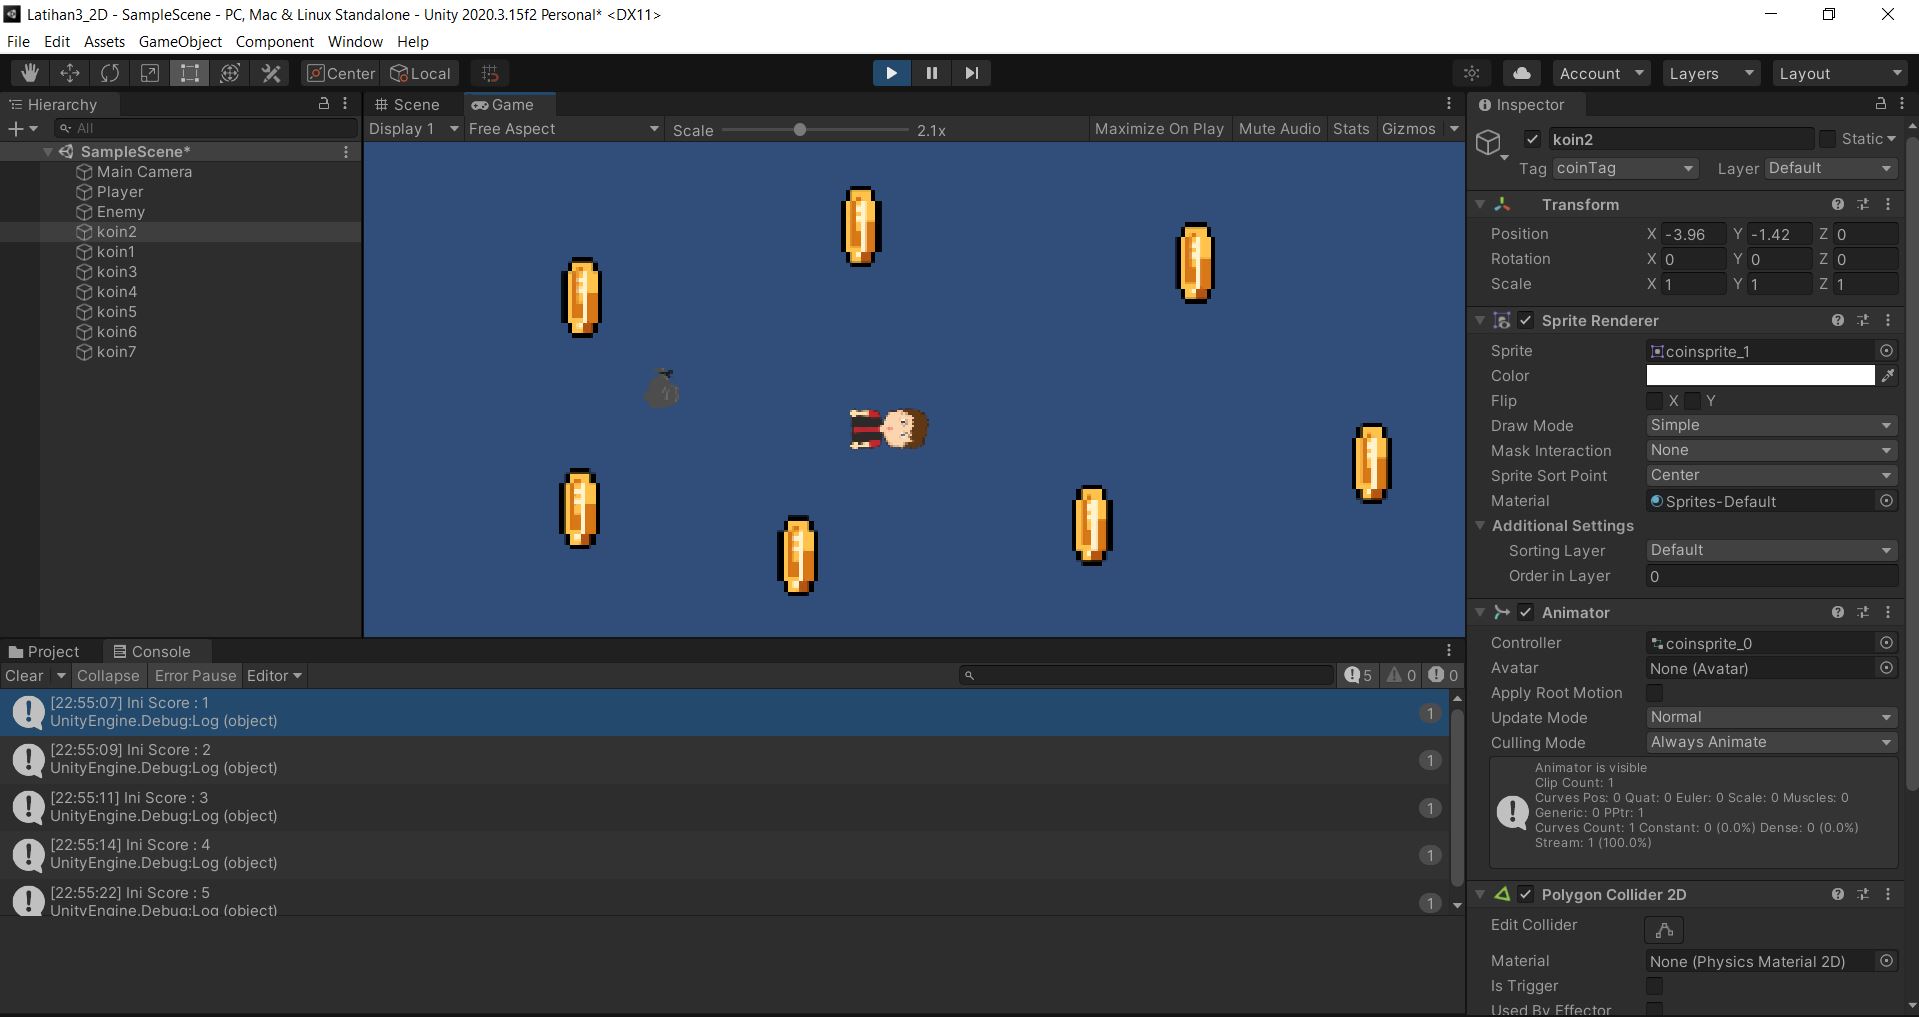 Latihan3_2D - SampleScene - PC, Mac & Linux Standalone - Unity 2020.3.15f2 Personal* <DX11>
File Edit Assets GameObject Component Window Help
Center Local Account Layers Layout
Hierarchy
All
SampleScene*
Main Camera
Player
Enemy
koin2
koin1
koin3
koin4
koin5
koin6
koin7
Scene Game
Display 1 Free Aspect Scale 2.1x Maximize On Play Mute Audio Stats Gizmos
Project Console
Clear Collapse Error Pause Editor 5 0 0
[22:55:07] Ini Score : 1
UnityEngine.Debug:Log (object)
1
[22:55:09] Ini Score : 2
UnityEngine.Debug:Log (object)
1
[22:55:11] Ini Score : 3
UnityEngine.Debug:Log (object)
1
[22:55:14] Ini Score : 4
UnityEngine.Debug:Log (object)
1
[22:55:22] Ini Score : 5
UnityEngine.Debug:Log (object)
1
Inspector
koin2 Static
Tag coinTag Layer Default
Transform
Position X -3.96 Y -1.42 Z 0
Rotation X 0 Y 0 Z 0
Scale X 1 Y 1 Z 1
Sprite Renderer
Sprite coinsprite_1
Color
Flip X Y
Draw Mode Simple
Mask Interaction None
Sprite Sort Point Center
Material Sprites-Default
Additional Settings
Sorting Layer Default
Order in Layer 0
Animator
Controller coinsprite_0
Avatar None (Avatar)
Apply Root Motion
Update Mode Normal
Culling Mode Always Animate
Animator is visible
Clip Count: 1
Curves Pos: 0 Quat: 0 Euler: 0 Scale: 0 Muscles: 0
Generic: 0 PPtr: 1
Curves Count: 1 Constant: 0 (0.0%) Dense: 0 (0.0%)
Stream: 1 (100.0%)
Polygon Collider 2D
Edit Collider
Material None (Physics Material 2D)
Is Trigger
Used By Effector